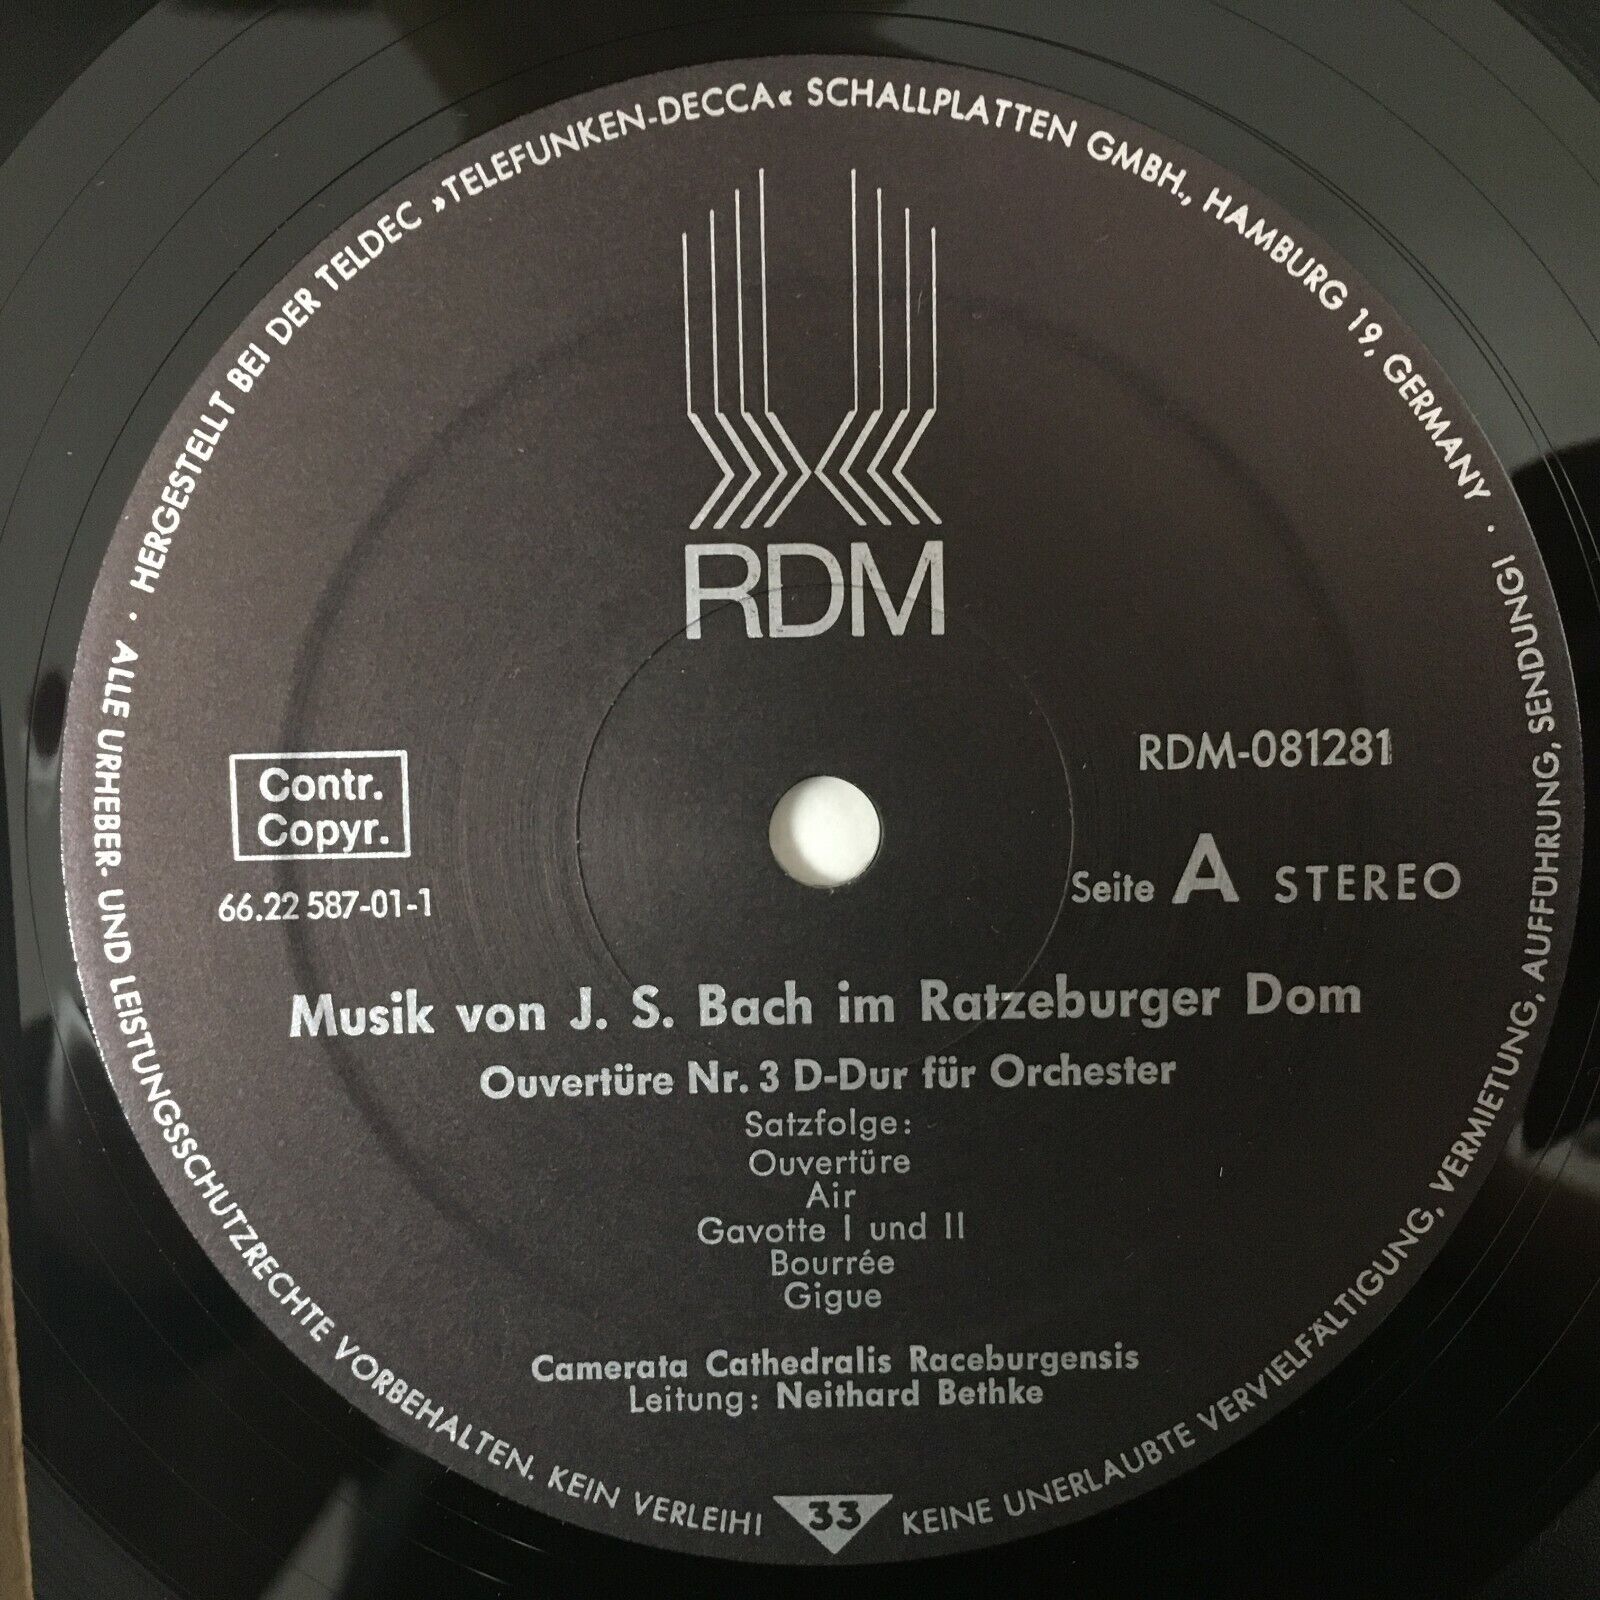 HERGESTELLT BEI DER TELDEC »TELEFUNKEN-DECCA« SCHALLPLATTEN GMBH., HAMBURG 19, GERMANY ·
RDM
Contr.
Copyr.
66.22 587-01-1
RDM-081281
Seite A STEREO
Musik von J. S. Bach im Ratzeburger Dom
Ouvertüre Nr. 3 D-Dur für Orchester
Satzfolge:
Ouvertüre
Air
Gavotte I und II
Bourrée
Gigue
Camerata Cathedralis Raceburgensis
Leitung: Neithard Bethke
· ALLE URHEBER- UND LEISTUNGSSCHUTZRECHTE VORBEHALTEN. KEIN VERLEIH! 33 KEINE UNERLAUBTE VERVIELFÄLTIGUNG, VERMIETUNG, AUFFÜHRUNG, SENDUNG!